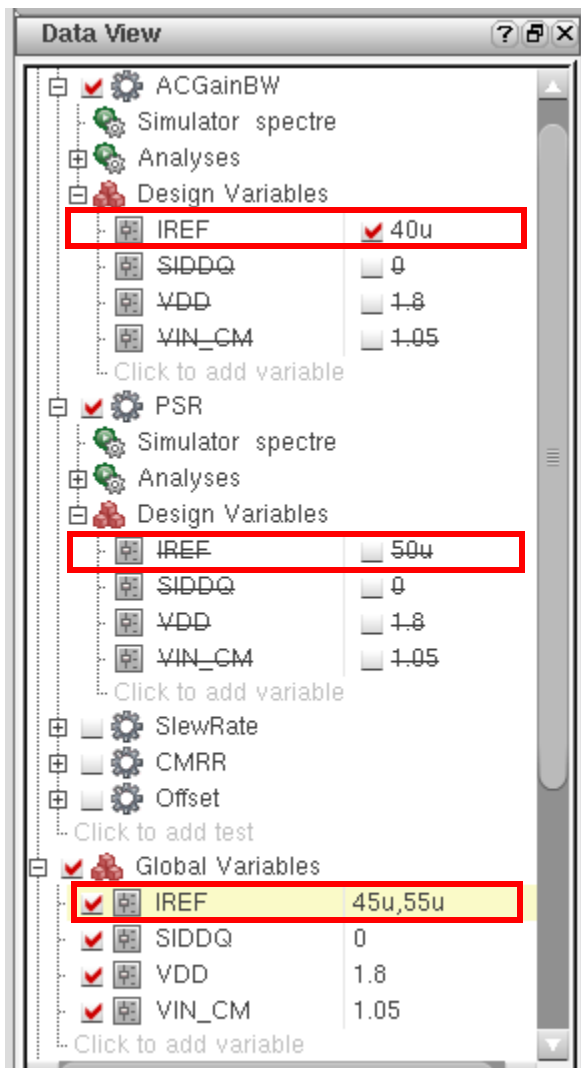 Data View
ACGainBW
Simulator spectre
Analyses
Design Variables
IREF 40u
SIDDQ 0
VDD 1.8
VIN_CM 1.05
Click to add variable
PSR
Simulator spectre
Analyses
Design Variables
IREF 50u
SIDDQ 0
VDD 1.8
VIN_CM 1.05
Click to add variable
SlewRate
CMRR
Offset
Click to add test
Global Variables
IREF 45u,55u
SIDDQ 0
VDD 1.8
VIN_CM 1.05
Click to add variable